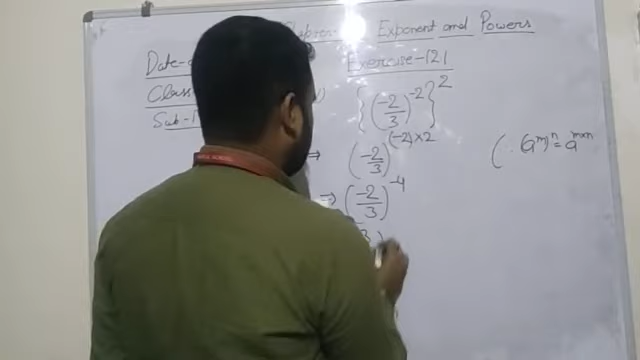 Exponent and Powers
Date-
Exercise-12.1
Class
{(-2/3)^-2}^2
Sub-
(∵ (a^m)^n = a^m×n
⇒ (-2/3)^(-2)×2
⇒ (-2/3)^-4